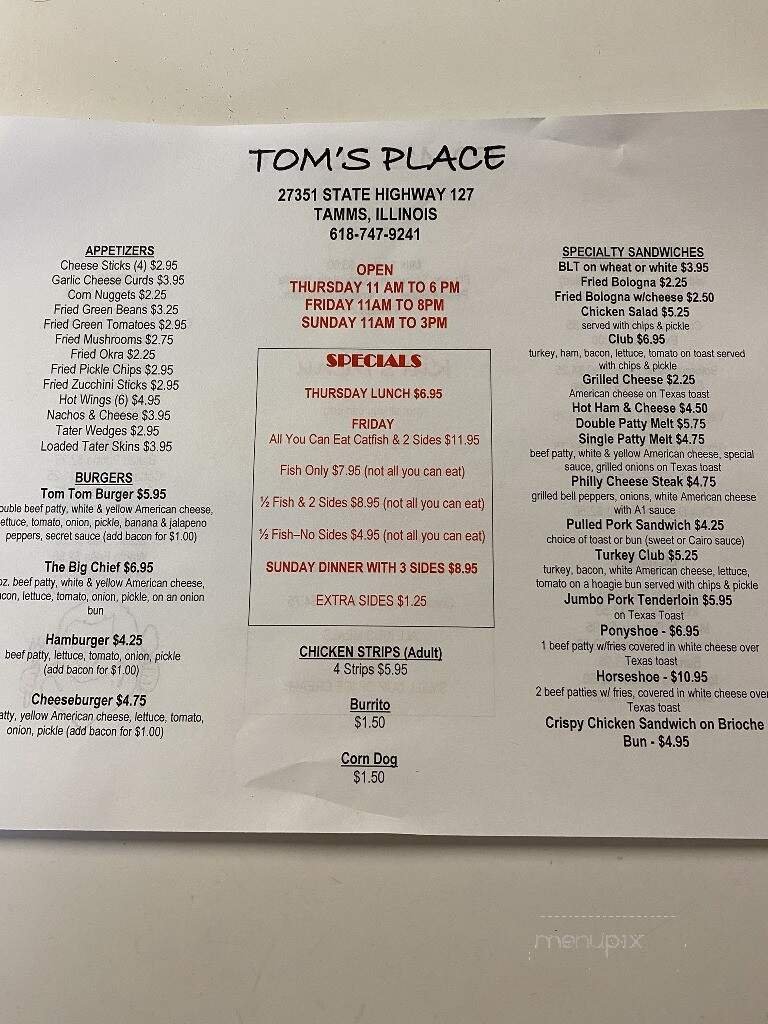 TOM'S PLACE
27351 STATE HIGHWAY 127
TAMMS, ILLINOIS
618-747-9241
APPETIZERS
Cheese Sticks (4) $2.95
Garlic Cheese Curds $3.95
Corn Nuggets $2.25
Fried Green Beans $3.25
Fried Green Tomatoes $2.95
Fried Mushrooms $2.75
Fried Okra $2.25
Fried Pickle Chips $2.95
Fried Zucchini Sticks $2.95
Hot Wings (6) $4.95
Nachos & Cheese $3.95
Tater Wedges $2.95
Loaded Tater Skins $3.95
BURGERS
Tom Tom Burger $5.95
ouble beef patty, white & yellow American cheese,
ettuce, tomato, onion, pickle, banana & jalapeno
peppers, secret sauce (add bacon for $1.00)
The Big Chief $6.95
oz. beef patty, white & yellow American cheese,
con, lettuce, tomato, onion, pickle, on an onion
bun
Hamburger $4.25
beef patty, lettuce, tomato, onion, pickle
(add bacon for $1.00)
Cheeseburger $4.75
atty, yellow American cheese, lettuce, tomato,
onion, pickle (add bacon for $1.00)
OPEN
THURSDAY 11 AM TO 6 PM
FRIDAY 11AM TO 8PM
SUNDAY 11AM TO 3PM
SPECIALS
THURSDAY LUNCH $6.95
FRIDAY
All You Can Eat Catfish & 2 Sides $11.95
Fish Only $7.95 (not all you can eat)
½ Fish & 2 Sides $8.95 (not all you can eat)
½ Fish–No Sides $4.95 (not all you can eat)
SUNDAY DINNER WITH 3 SIDES $8.95
EXTRA SIDES $1.25
CHICKEN STRIPS (Adult)
4 Strips $5.95
Burrito
$1.50
Corn Dog
$1.50
SPECIALTY SANDWICHES
BLT on wheat or white $3.95
Fried Bologna $2.25
Fried Bologna w/cheese $2.50
Chicken Salad $5.25
served with chips & pickle
Club $6.95
turkey, ham, bacon, lettuce, tomato on toast served
with chips & pickle
Grilled Cheese $2.25
American cheese on Texas toast
Hot Ham & Cheese $4.50
Double Patty Melt $5.75
Single Patty Melt $4.75
beef patty, white & yellow American cheese, special
sauce, grilled onions on Texas toast
Philly Cheese Steak $4.75
grilled bell peppers, onions, white American cheese
with A1 sauce
Pulled Pork Sandwich $4.25
choice of toast or bun (sweet or Cairo sauce)
Turkey Club $5.25
turkey, bacon, white American cheese, lettuce,
tomato on a hoagie bun served with chips & pickle
Jumbo Pork Tenderloin $5.95
on Texas Toast
Ponyshoe - $6.95
1 beef patty w/fries covered in white cheese over
Texas toast
Horseshoe - $10.95
2 beef patties w/ fries, covered in white cheese over
Texas toast
Crispy Chicken Sandwich on Brioche
Bun - $4.95
menupix